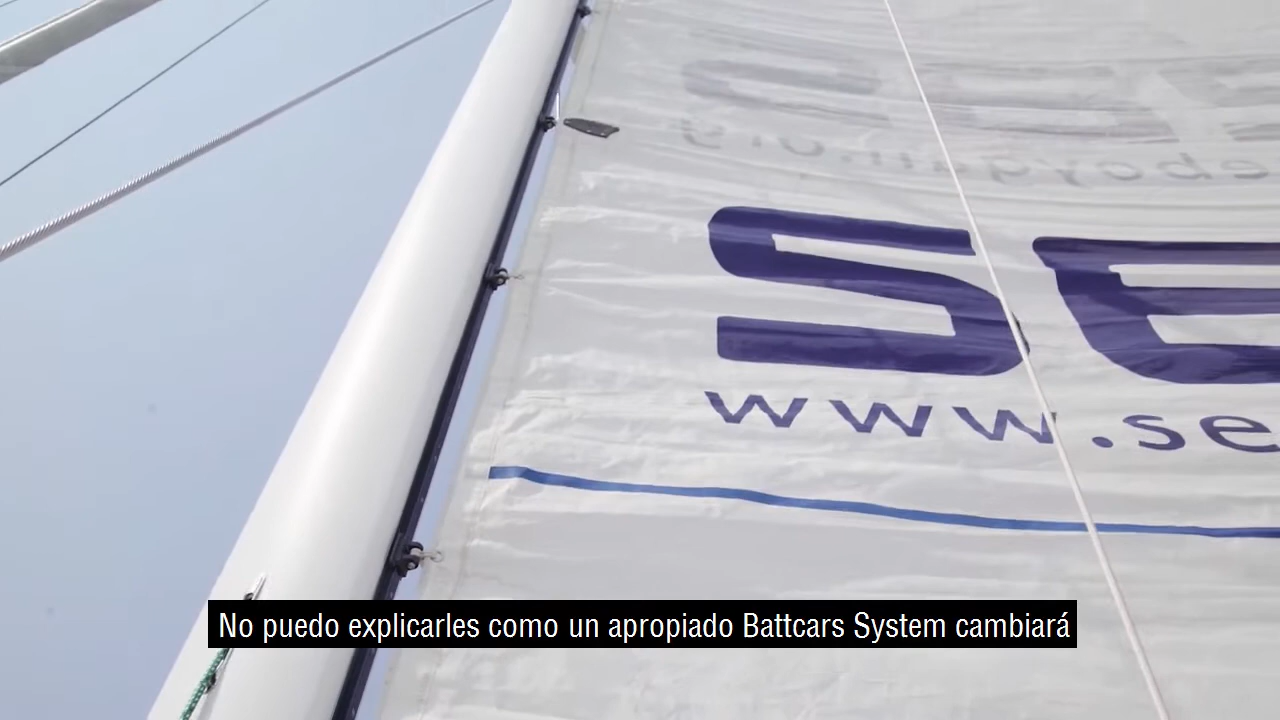 se
www.se
No puedo explicarles como un apropiado Battcars System cambiará